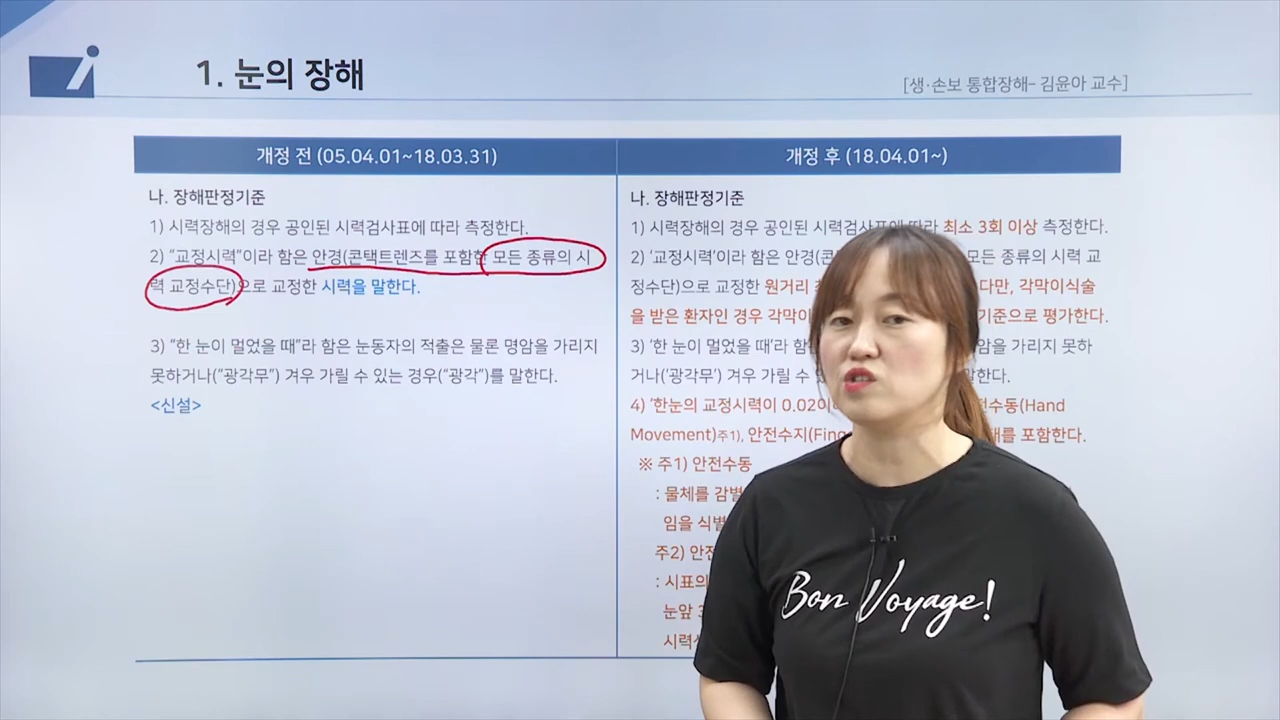 1. 눈의 장해
[생·손보 통합장해- 김윤아 교수]
개정 전 (05.04.01~18.03.31)
나. 장해판정기준
1) 시력장해의 경우 공인된 시력검사표에 따라 측정한다.
2) “교정시력”이라 함은 안경(콘택트렌즈를 포함한 모든 종류의 시
력 교정수단)으로 교정한 시력을 말한다.
3) “한 눈이 멀었을 때”라 함은 눈동자의 적출은 물론 명암을 가리지
못하거나(“광각무”) 겨우 가릴 수 있는 경우(“광각”)를 말한다.
<신설>
개정 후 (18.04.01~)
나. 장해판정기준
1) 시력장해의 경우 공인된 시력검사표에 따라 최소 3회 이상 측정한다.
2) ‘교정시력’이라 함은 안경(콘 모든 종류의 시력 교
정수단)으로 교정한 원거리 다만, 각막이식술
을 받은 환자인 경우 각막이 기준으로 평가한다.
3) ‘한 눈이 멀었을 때’라 함 가리지 못하
거나(‘광각무’) 겨우 가릴 수 말한다.
4) ‘한눈의 교정시력이 0.02이 (Hand
Movement)주1), 안전수지( 포함한다.
※ 주1) 안전수동
: 물체를 감별
임을 식별
주2)
: 시표의
눈앞
Bon Voyage!